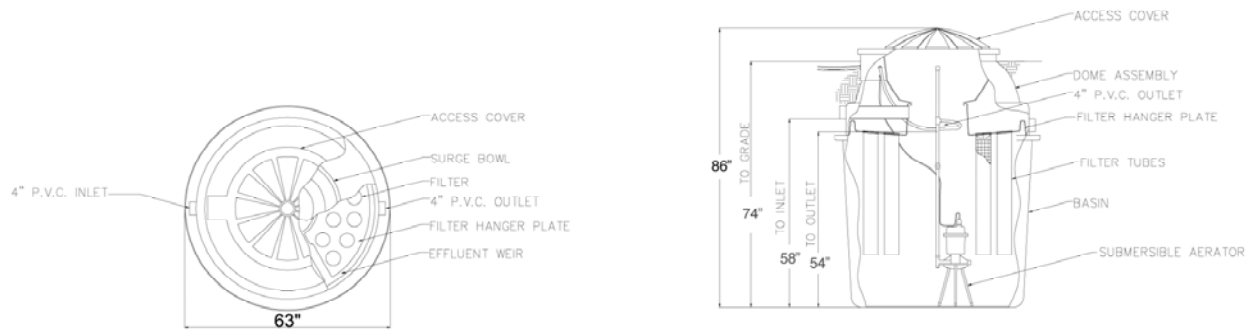 ACCESS COVER
SURGE BOWL
FILTER
4" P.V.C. INLET
4" P.V.C. OUTLET
FILTER HANGER PLATE
EFFLUENT WEIR
63"
ACCESS COVER
DOME ASSEMBLY
4" P.V.C. OUTLET
FILTER HANGER PLATE
86"
TO GRADE
74"
TO INLET
58"
TO OUTLET
54"
FILTER TUBES
BASIN
SUBMERSIBLE AERATOR